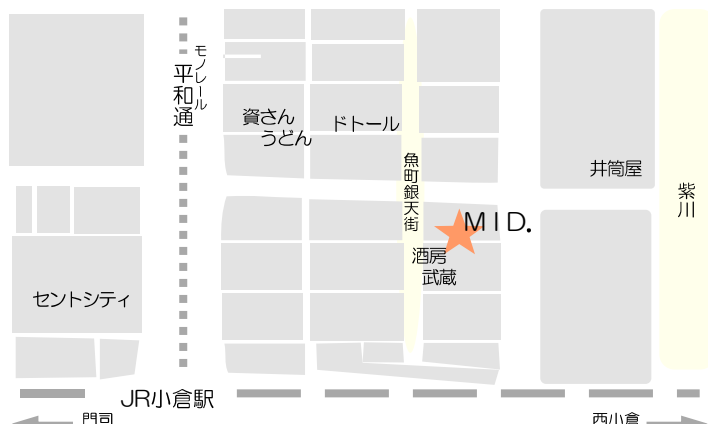 モノレール
平和通
資さん
うどん
ドトール
魚町銀天街
井筒屋
紫川
MID.
酒房
武蔵
セントシティ
JR小倉駅
門司
西小倉